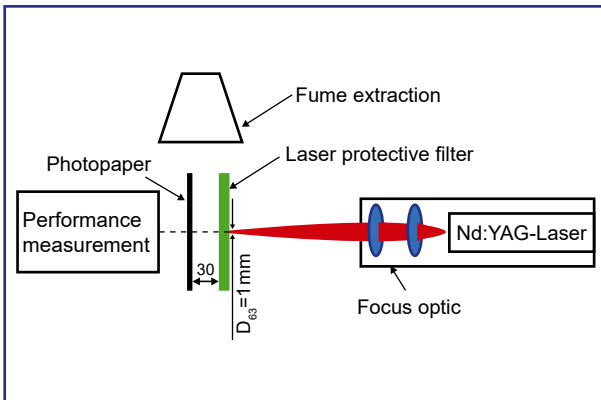 Fume extraction
Photopaper
Laser protective filter
Performance
measurement
Nd:YAG-Laser
30
D63=1mm
Focus optic